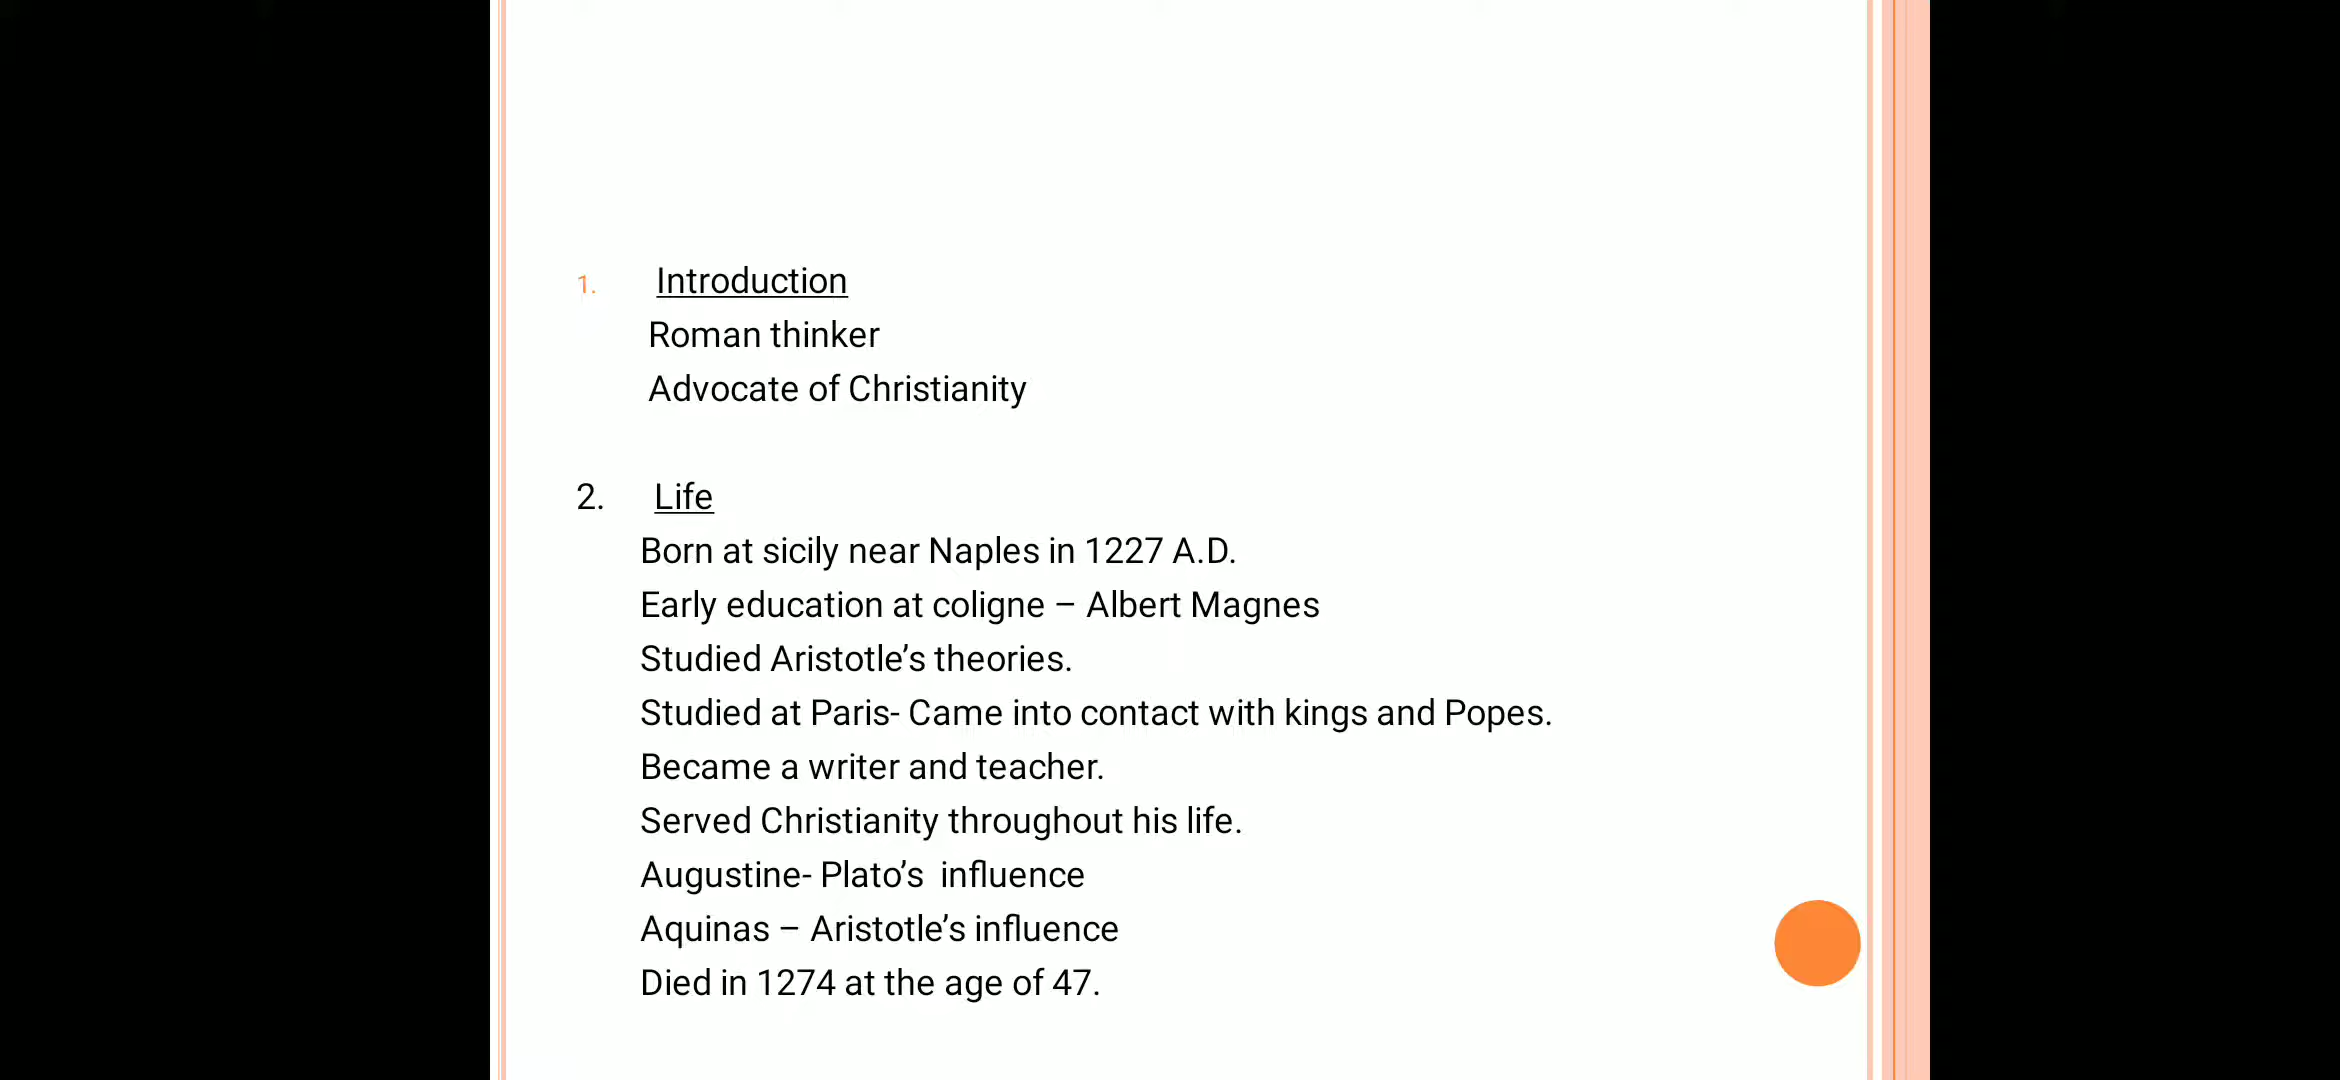 1. Introduction
Roman thinker
Advocate of Christianity
2. Life
Born at sicily near Naples in 1227 A.D.
Early education at coligne – Albert Magnes
Studied Aristotle’s theories.
Studied at Paris- Came into contact with kings and Popes.
Became a writer and teacher.
Served Christianity throughout his life.
Augustine- Plato’s  influence
Aquinas – Aristotle’s influence
Died in 1274 at the age of 47.